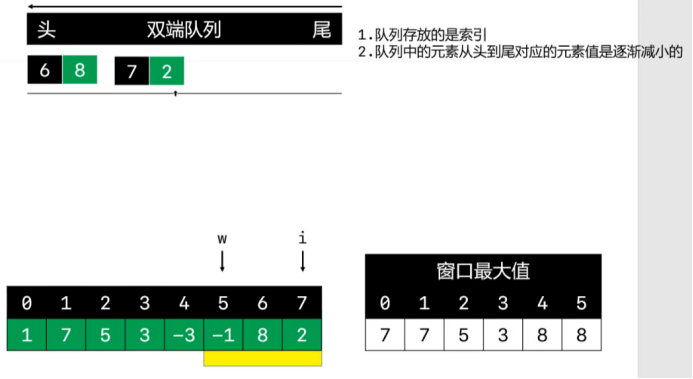 头 双端队列 尾
1.队列存放的是索引
2.队列中的元素从头到尾对应的元素值是逐渐减小的
6 8 7 2
w i
窗口最大值
0 1 2 3 4 5 6 7
1 7 5 3 -3 -1 8 2
0 1 2 3 4 5
7 7 5 3 8 8